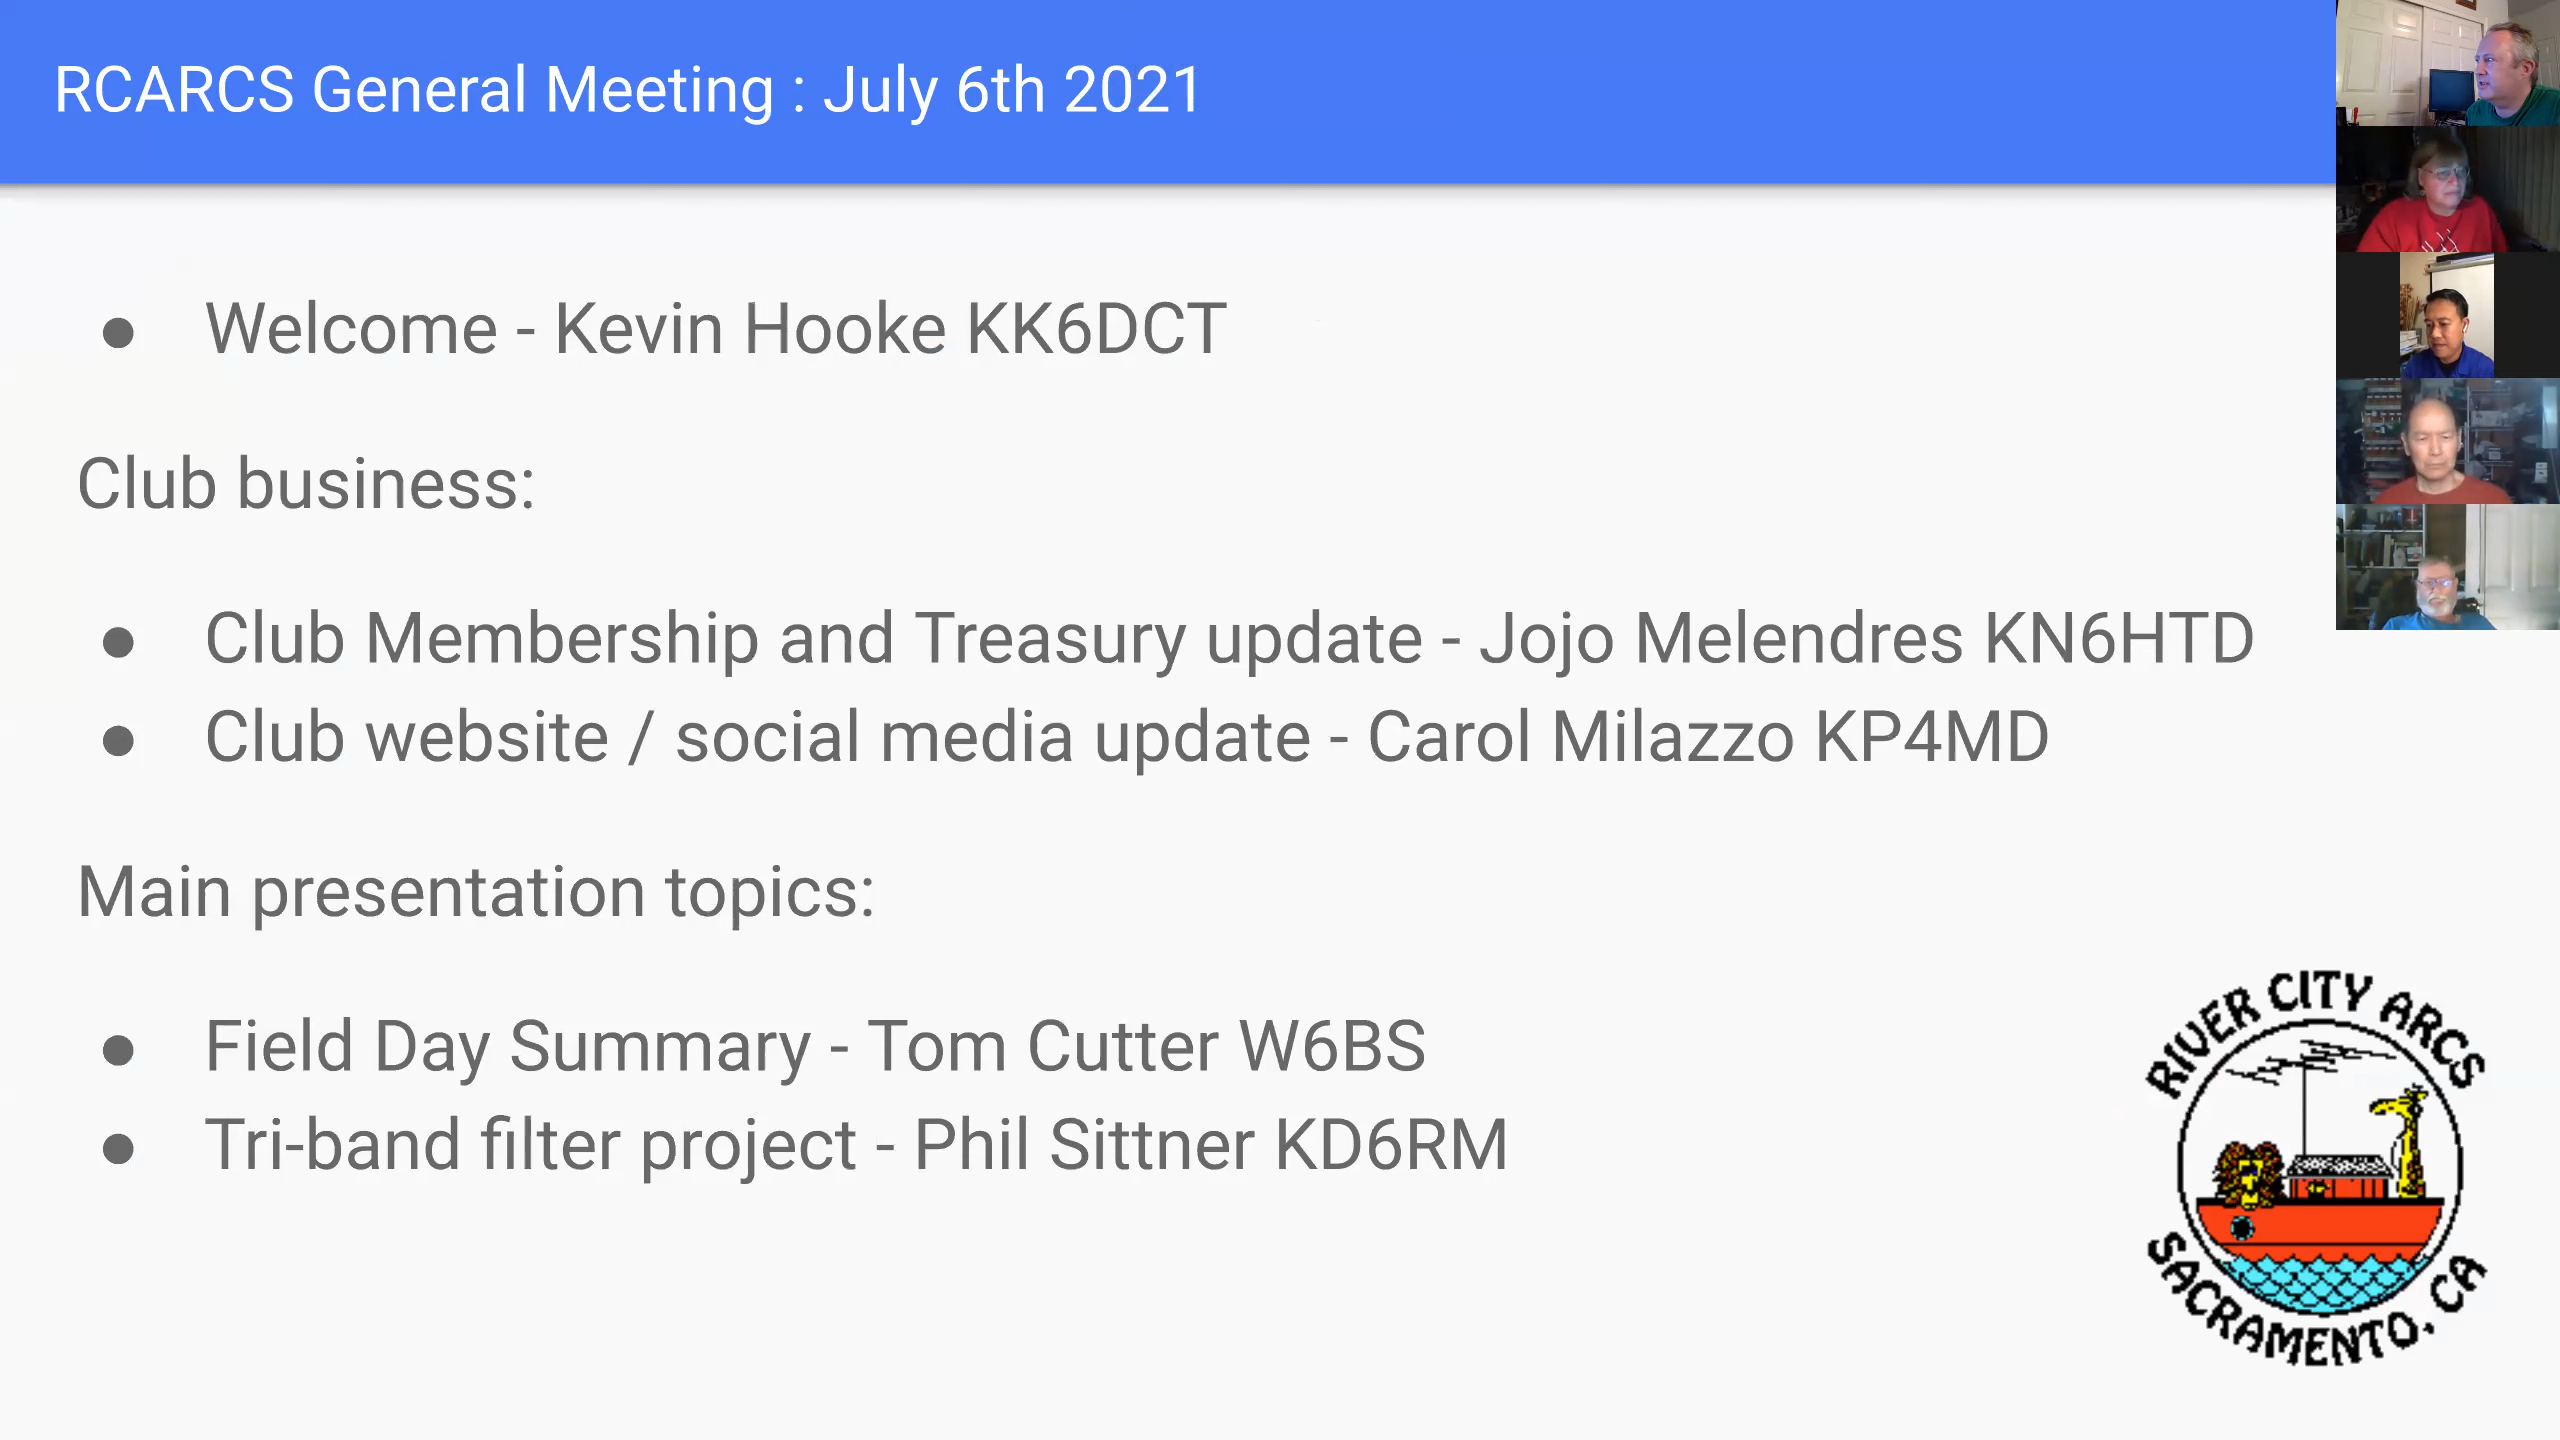 RCARCS General Meeting : July 6th 2021
● Welcome - Kevin Hooke KK6DCT
Club business:
● Club Membership and Treasury update - Jojo Melendres KN6HTD
● Club website / social media update - Carol Milazzo KP4MD
Main presentation topics:
● Field Day Summary - Tom Cutter W6BS
● Tri-band filter project - Phil Sittner KD6RM
RIVER CITY ARCS
SACRAMENTO, CA